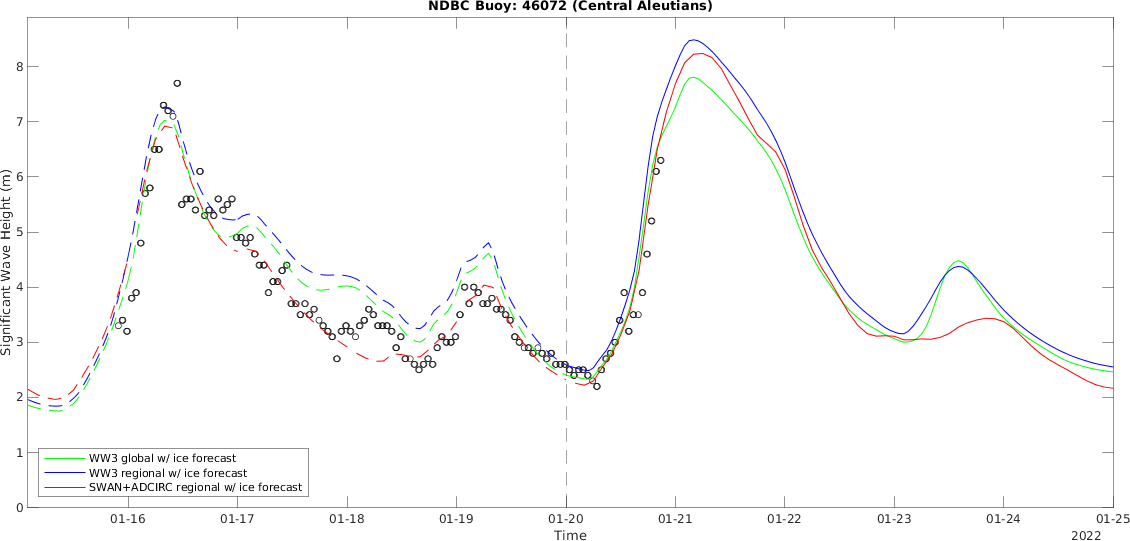 NDBC Buoy: 46072 (Central Aleutians)
Significant Wave Height (m)
8
7
6
5
4
3
2
1
0
WW3 global w/ ice forecast
WW3 regional w/ ice forecast
SWAN+ADCIRC regional w/ ice forecast
01-16 01-17 01-18 01-19 01-20 01-21 01-22 01-23 01-24 01-25
Time
2022